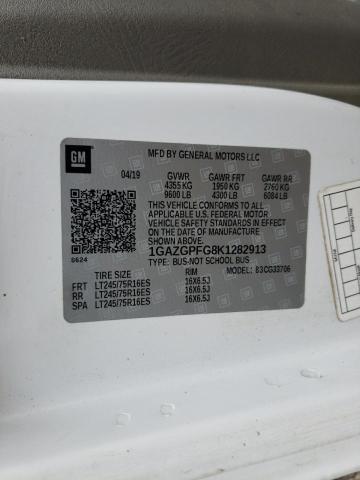 GM
MFD BY GENERAL MOTORS LLC
04/19 GVWR GAWR FRT GAWR RR
4355 KG 1950 KG 2760 KG
9600 LB 4300 LB 6084 LB
THIS VEHICLE CONFORMS TO ALL
APPLICABLE U.S. FEDERAL MOTOR
VEHICLE SAFETY STANDARDS IN
EFFECT ON THE DATE OF
MANUFACTURE SHOWN ABOVE.
1GAZGPFG8K1282913
0624 TYPE: BUS-NOT SCHOOL BUS
TIRE SIZE RIM MODEL: 83CG33706
FRT LT245/75R16ES 16X6.5J
RR LT245/75R16ES 16X6.5J
SPA LT245/75R16ES 16X6.5J